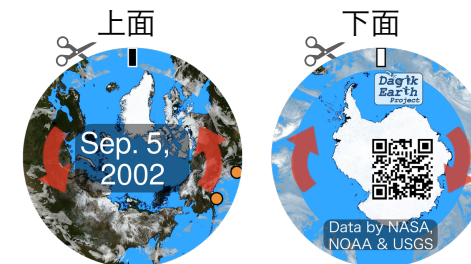 上面
下面
Sep. 5,
2002
Dagik
Earth
Project
Data by NASA,
NOAA & USGS